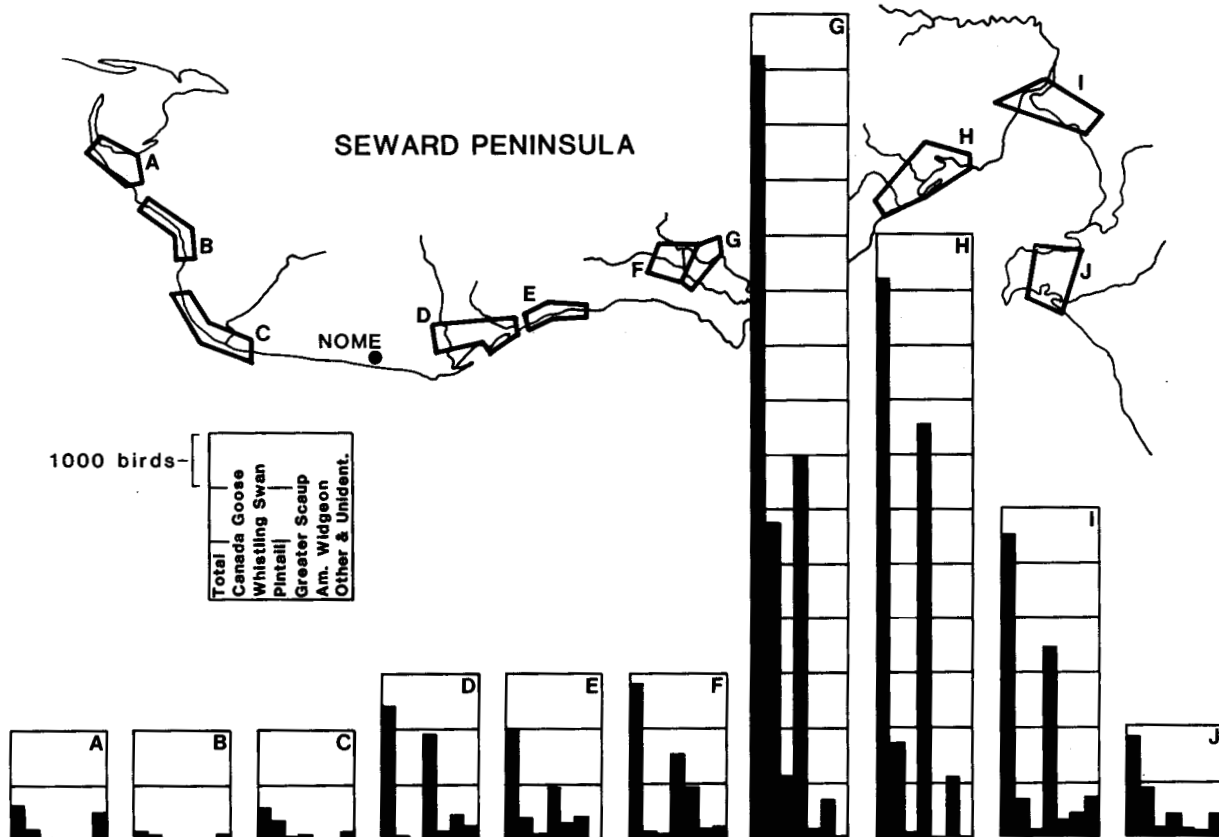 G
I
SEWARD PENINSULA
A
H
B
G
F
H
J
E
D
C
NOME
1000 birds
Total
Canada Goose
Whistling Swan
Pintail
Greater Scaup
Am. Widgeon
Other & Unident.
I
D
E
F
A
B
C
J